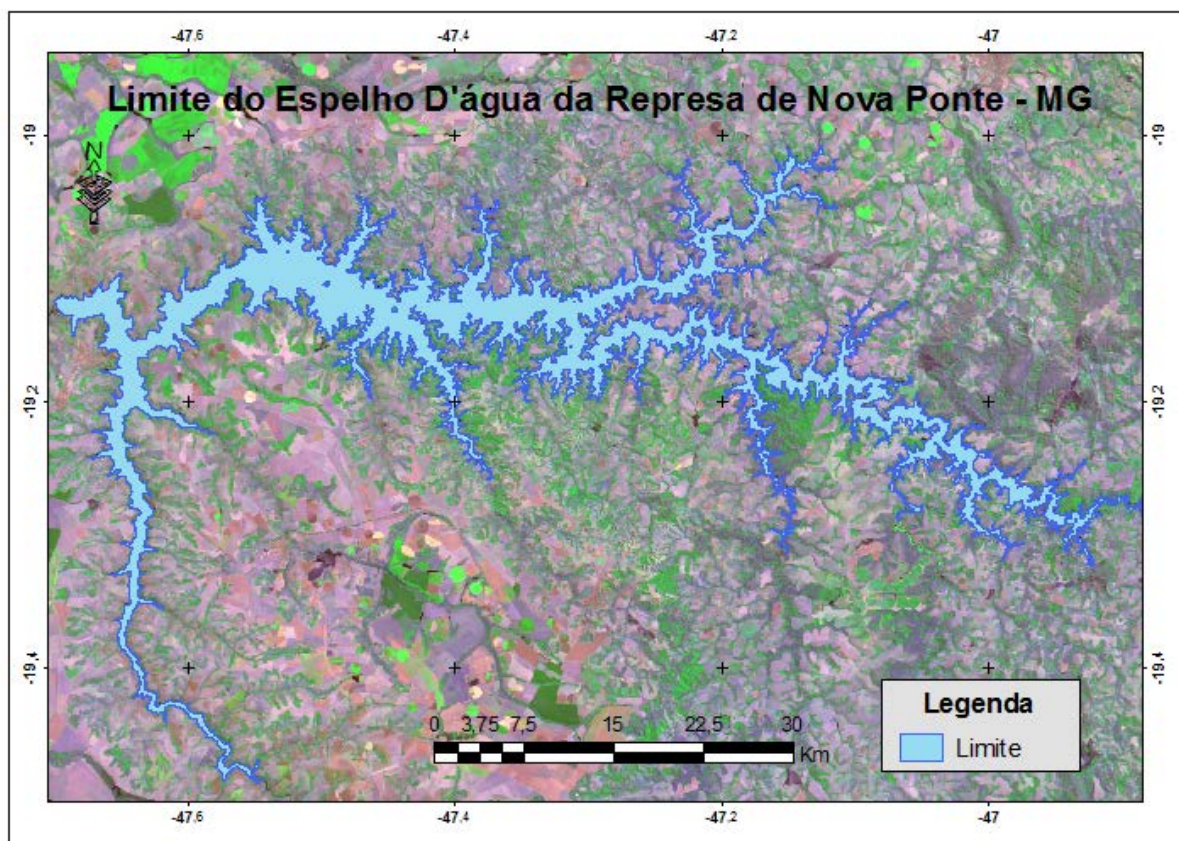 -47.6 -47.4 -47.2 -47
Limite do Espelho D'água da Represa de Nova Ponte - MG
-19 -19
N
-19.2 -19.2
-19.4 -19.4
Legenda
Limite
0 3,75 7,5 15 22,5 30
Km
-47.6 -47.4 -47.2 -47